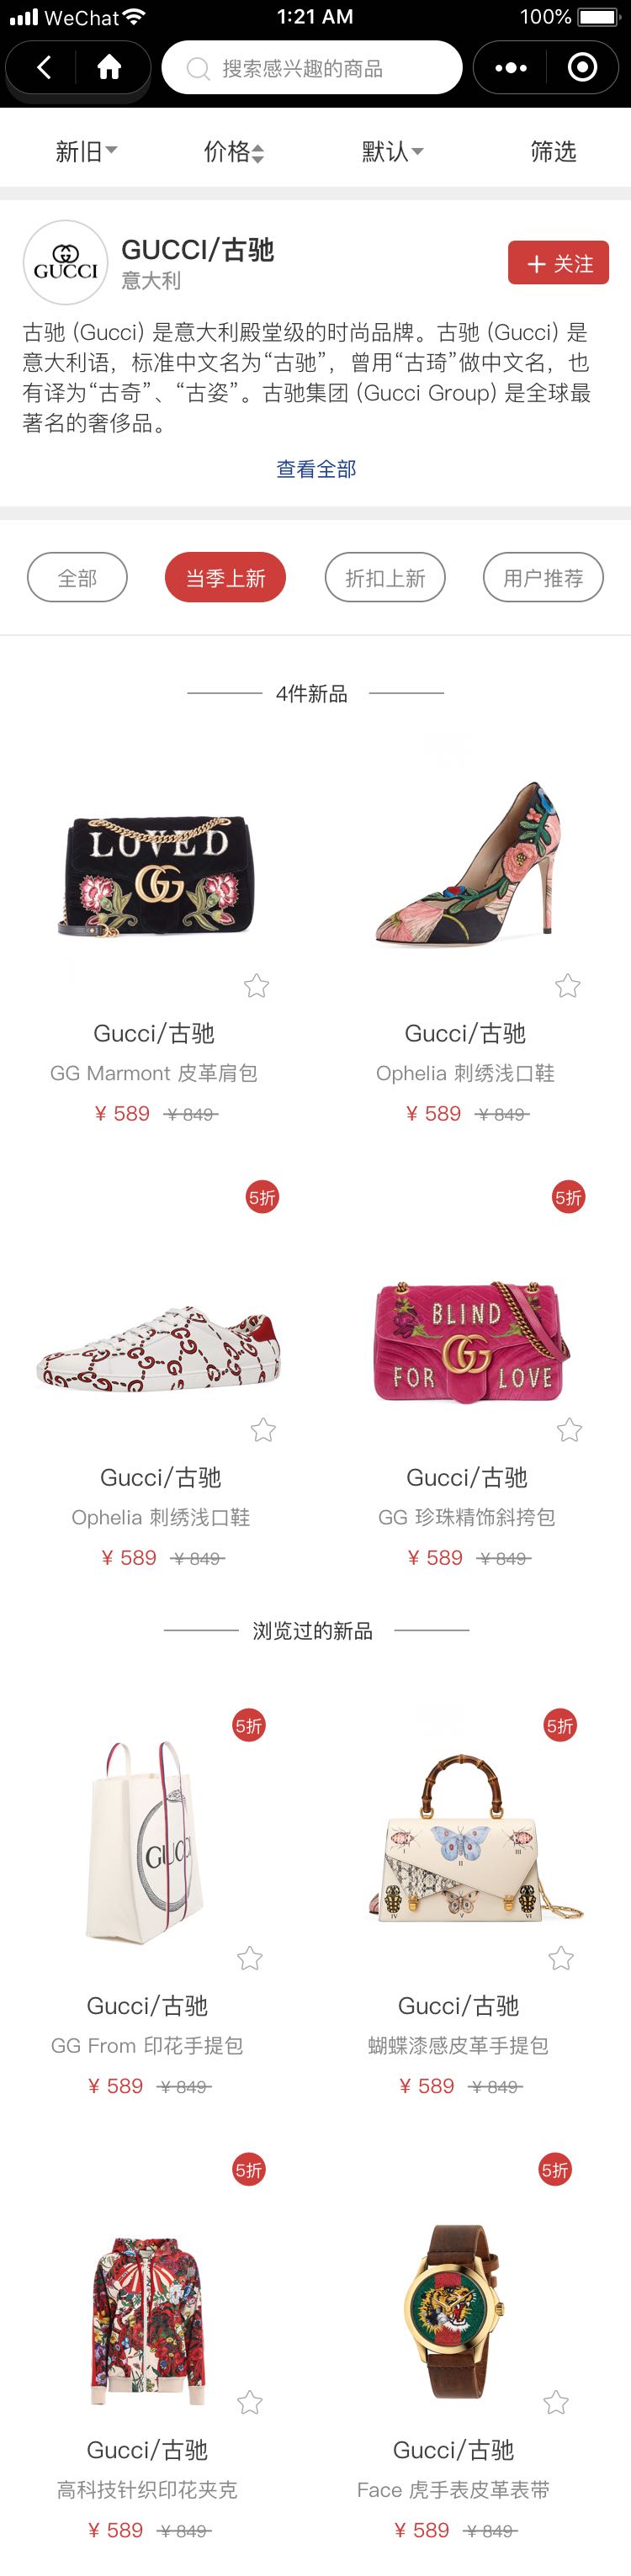 WeChat 1:21 AM 100%
搜索感兴趣的商品
新旧 价格 默认 筛选
GUCCI
GUCCI/古驰
意大利
+ 关注
古驰 (Gucci) 是意大利殿堂级的时尚品牌。古驰 (Gucci) 是
意大利语，标准中文名为“古驰”，曾用“古琦”做中文名，也
有译为“古奇”、“古姿”。古驰集团 (Gucci Group) 是全球最
著名的奢侈品。
查看全部
全部 当季上新 折扣上新 用户推荐
4件新品
LOVED
GG
Gucci/古驰 Gucci/古驰
GG Marmont 皮革肩包 Ophelia 刺绣浅口鞋
¥ 589 ¥ 849 ¥ 589 ¥ 849
5折 5折
BLIND
GG
FOR LOVE
Gucci/古驰 Gucci/古驰
Ophelia 刺绣浅口鞋 GG 珍珠精饰斜挎包
¥ 589 ¥ 849 ¥ 589 ¥ 849
浏览过的新品
5折 5折
GUCCI
I II III
IV V VI
Gucci/古驰 Gucci/古驰
GG From 印花手提包 蝴蝶漆感皮革手提包
¥ 589 ¥ 849 ¥ 589 ¥ 849
5折 5折
Gucci/古驰 Gucci/古驰
高科技针织印花夹克 Face 虎手表皮革表带
¥ 589 ¥ 849 ¥ 589 ¥ 849